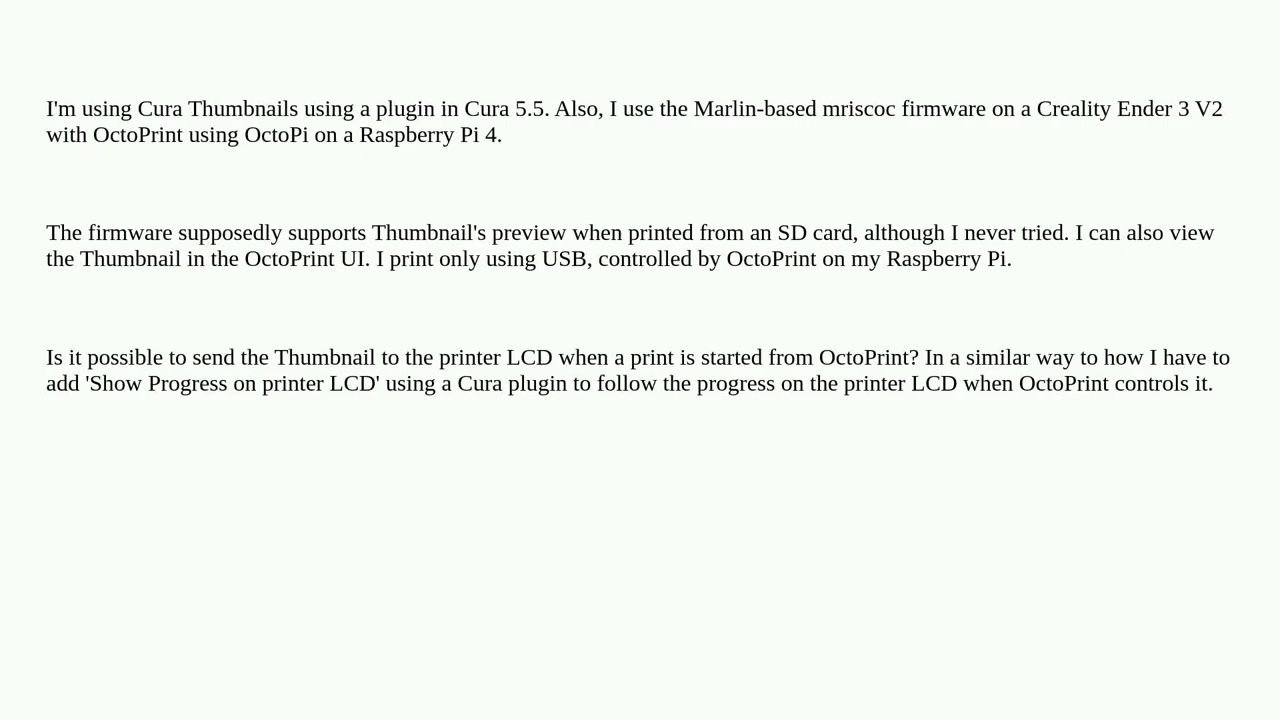 I'm using Cura Thumbnails using a plugin in Cura 5.5. Also, I use the Marlin-based mriscoc firmware on a Creality Ender 3 V2
with OctoPrint using OctoPi on a Raspberry Pi 4.
The firmware supposedly supports Thumbnail's preview when printed from an SD card, although I never tried. I can also view
the Thumbnail in the OctoPrint UI. I print only using USB, controlled by OctoPrint on my Raspberry Pi.
Is it possible to send the Thumbnail to the printer LCD when a print is started from OctoPrint? In a similar way to how I have to
add 'Show Progress on printer LCD' using a Cura plugin to follow the progress on the printer LCD when OctoPrint controls it.